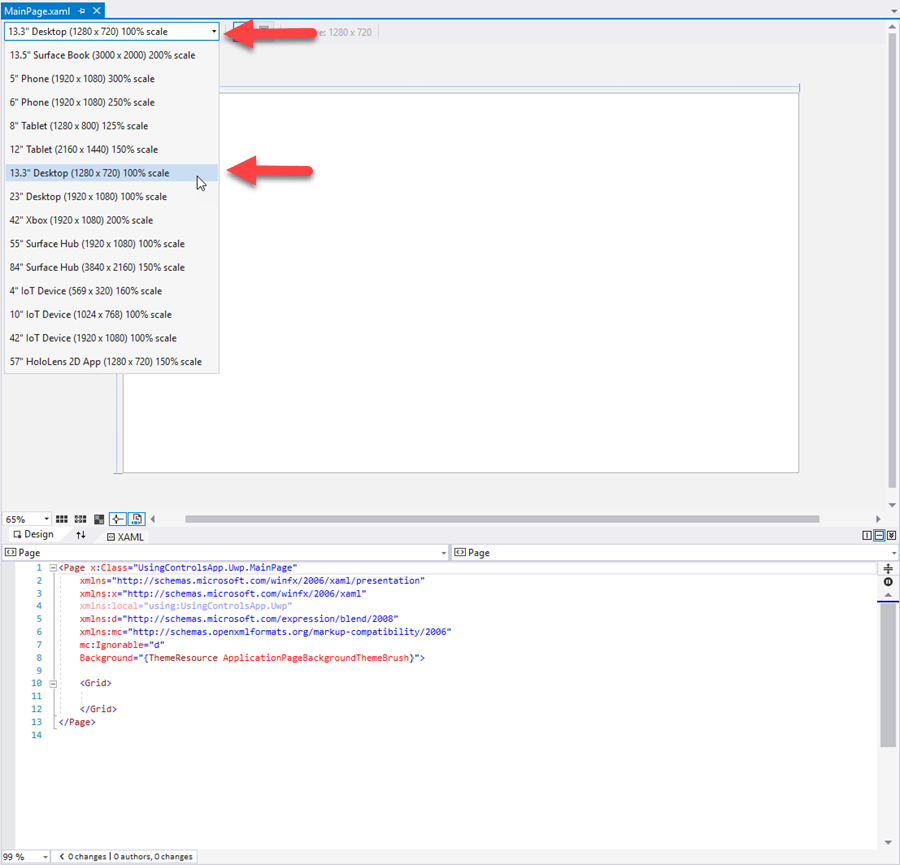 MainPage.xaml
13.3" Desktop (1280 x 720) 100% scale
1280 x 720
13.5" Surface Book (3000 x 2000) 200% scale
5" Phone (1920 x 1080) 300% scale
6" Phone (1920 x 1080) 250% scale
8" Tablet (1280 x 800) 125% scale
12" Tablet (2160 x 1440) 150% scale
13.3" Desktop (1280 x 720) 100% scale
23" Desktop (1920 x 1080) 100% scale
42" Xbox (1920 x 1080) 200% scale
55" Surface Hub (1920 x 1080) 100% scale
84" Surface Hub (3840 x 2160) 150% scale
4" IoT Device (569 x 320) 160% scale
10" IoT Device (1024 x 768) 100% scale
42" IoT Device (1920 x 1080) 100% scale
57" HoloLens 2D App (1280 x 720) 150% scale
65%
Design XAML
Page Page
1 <Page x:Class="UsingControlsApp.Uwp.MainPage"
2 xmlns="http://schemas.microsoft.com/winfx/2006/xaml/presentation"
3 xmlns:x="http://schemas.microsoft.com/winfx/2006/xaml"
4 xmlns:local="using:UsingControlsApp.Uwp"
5 xmlns:d="http://schemas.microsoft.com/expression/blend/2008"
6 xmlns:mc="http://schemas.openxmlformats.org/markup-compatibility/2006"
7 mc:Ignorable="d"
8 Background="{ThemeResource ApplicationPageBackgroundThemeBrush}">
9
10 <Grid>
11
12 </Grid>
13 </Page>
14
99 % 0 changes | 0 authors, 0 changes